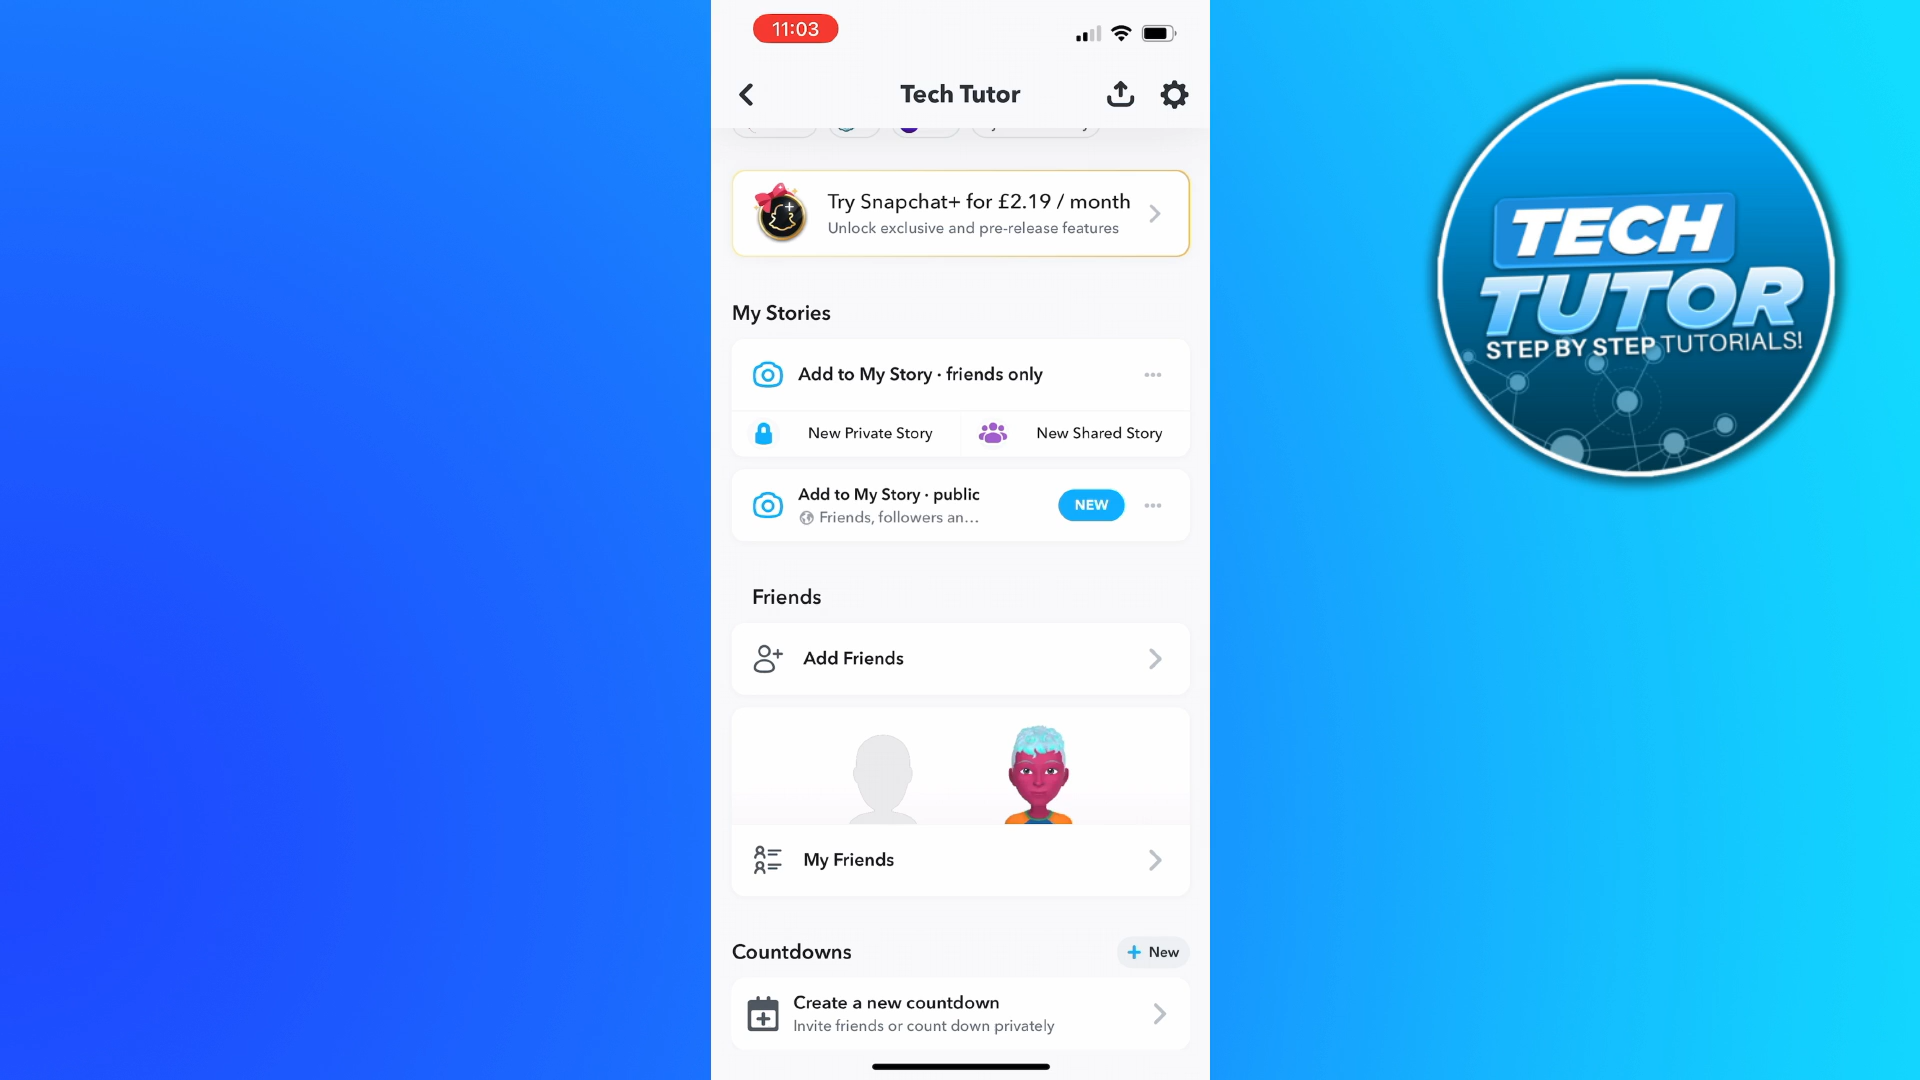 11:03
Tech Tutor
Try Snapchat+ for £2.19 / month
Unlock exclusive and pre-release features
My Stories
Add to My Story · friends only
New Private Story
New Shared Story
Add to My Story · public
Friends, followers an...
NEW
Friends
Add Friends
My Friends
Countdowns
+ New
Create a new countdown
Invite friends or count down privately
TECH
TUTOR
STEP BY STEP TUTORIALS!